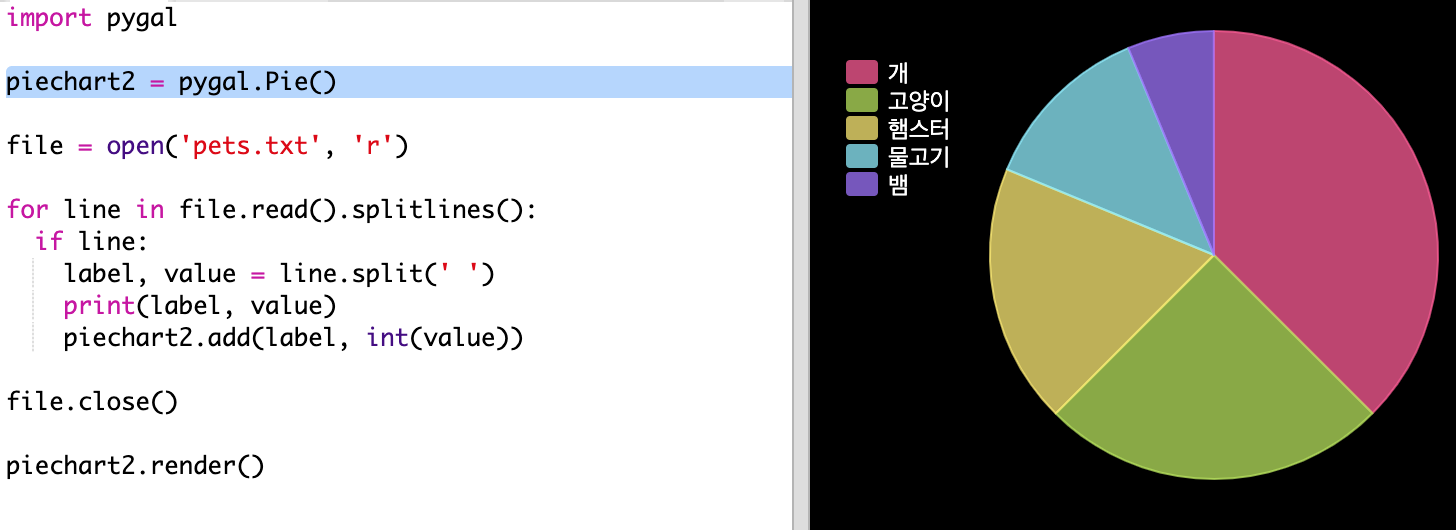 import pygal
piechart2 = pygal.Pie()
file = open('pets.txt', 'r')
for line in file.read().splitlines():
  if line:
    label, value = line.split(' ')
    print(label, value)
    piechart2.add(label, int(value))
file.close()
piechart2.render()
개
고양이
햄스터
물고기
뱀